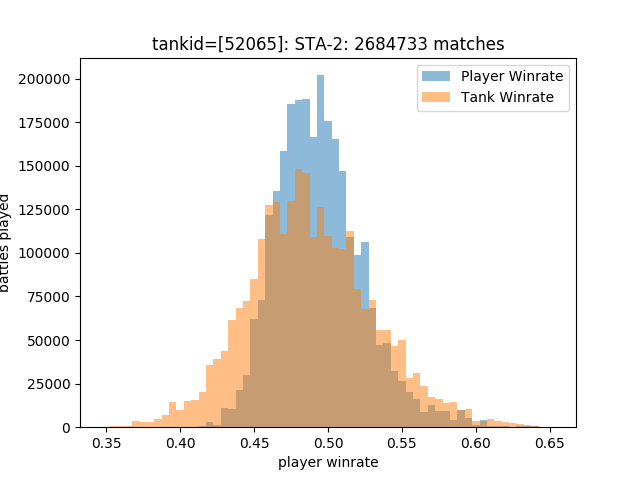 tankid=[52065]: STA-2: 2684733 matches
Player Winrate
Tank Winrate
200000
175000
150000
125000
100000
75000
50000
25000
0
battles played
0.35 0.40 0.45 0.50 0.55 0.60 0.65
player winrate